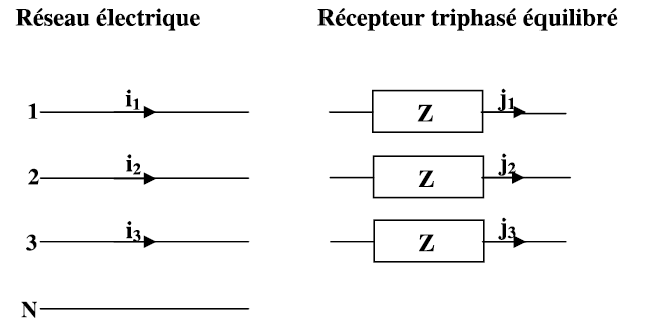 Réseau électrique
Récepteur triphasé équilibré
1 i₁ Z j₁
2 i₂ Z j₂
3 i₃ Z j₃
N